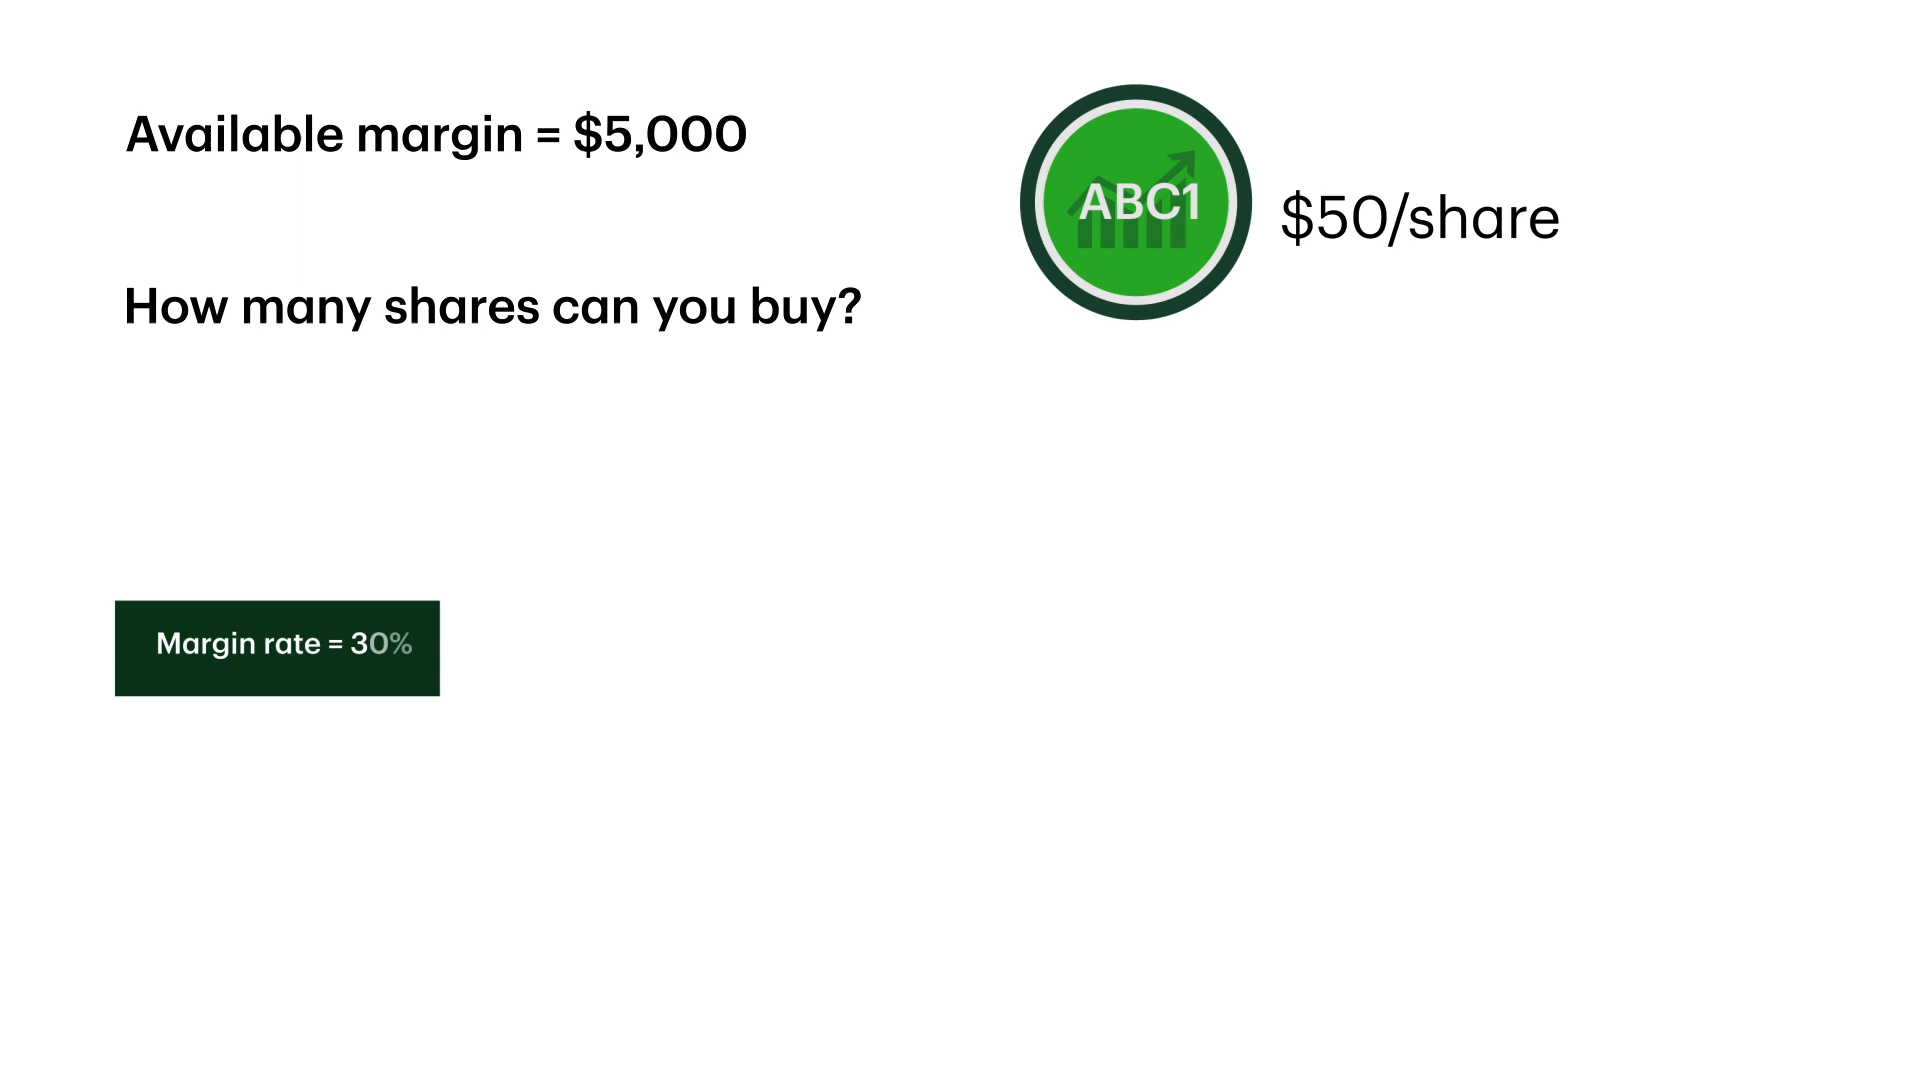 Available margin = $5,000
ABC1
$50/share
How many shares can you buy?
Margin rate = 30%